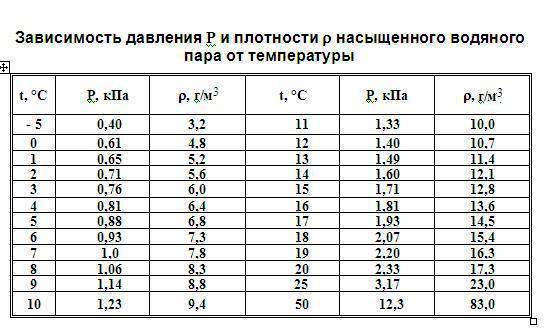 Зависимость давления P и плотности ρ насыщенного водяного
пара от температуры
t, °C P, кПа ρ, г/м³ t, °C P, кПа ρ, г/м³
- 5 0,40 3,2 11 1,33 10,0
0 0,61 4,8 12 1,40 10,7
1 0,65 5,2 13 1,49 11,4
2 0,71 5,6 14 1,60 12,1
3 0,76 6,0 15 1,71 12,8
4 0,81 6,4 16 1,81 13,6
5 0,88 6,8 17 1,93 14,5
6 0,93 7,3 18 2,07 15,4
7 1,0 7,8 19 2,20 16,3
8 1,06 8,3 20 2,33 17,3
9 1,14 8,8 25 3,17 23,0
10 1,23 9,4 50 12,3 83,0